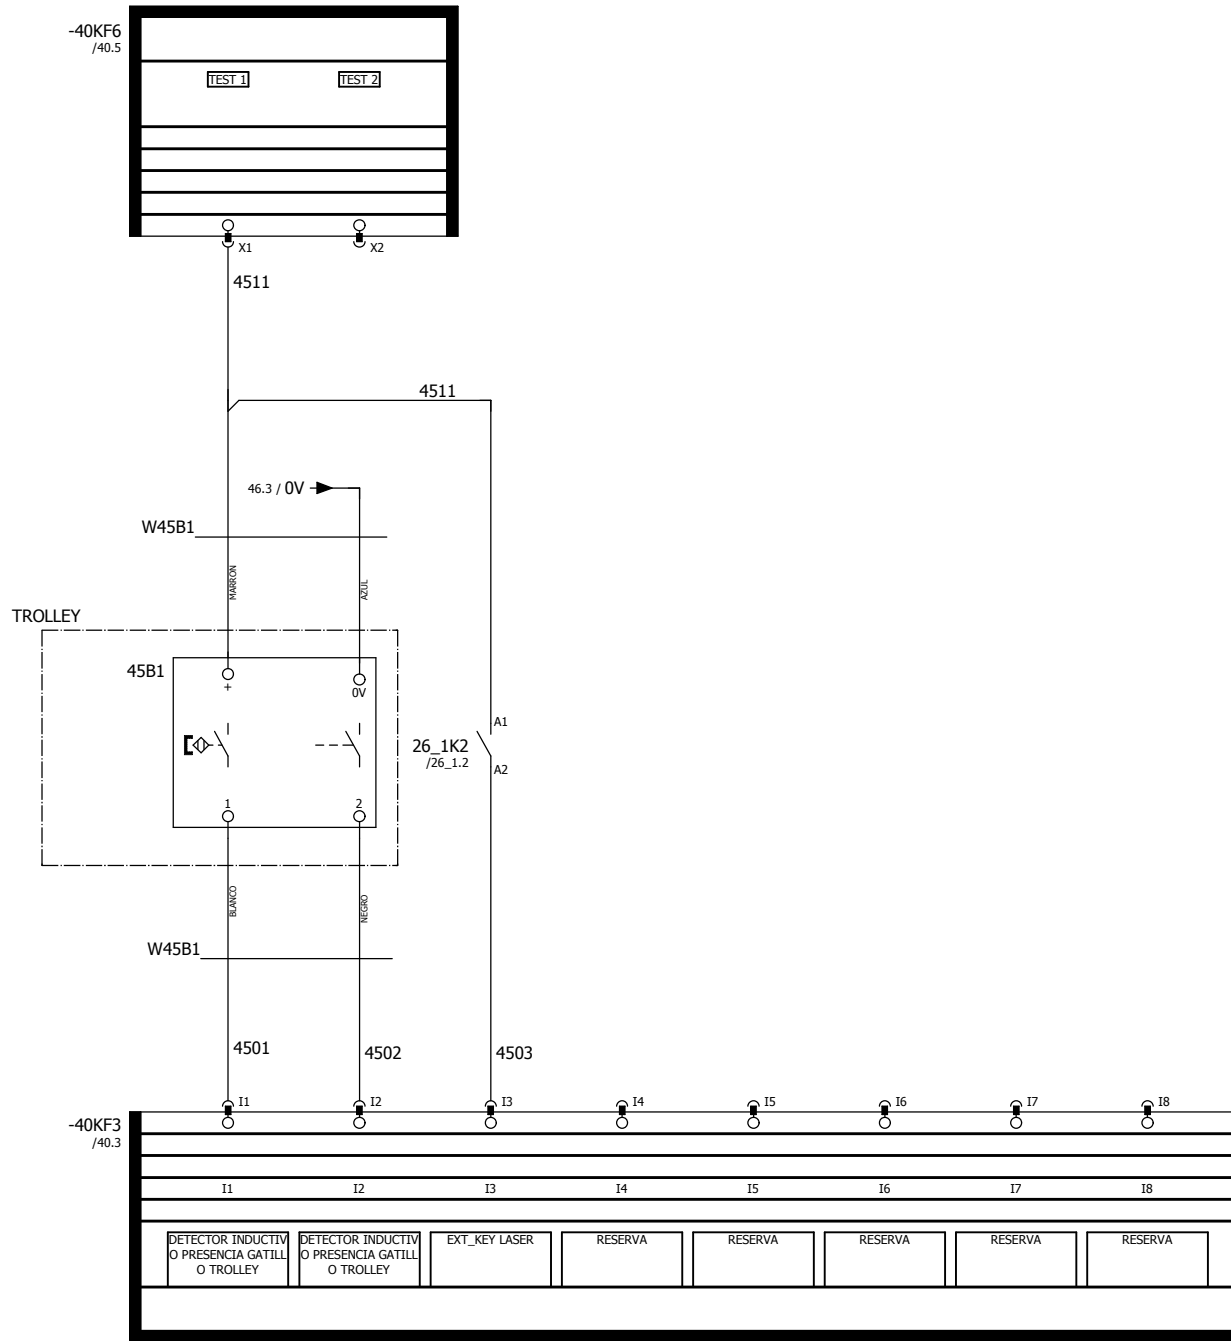 -40KF6
/40.5
TEST 1 TEST 2
X1 X2
4511
4511
46.3 / 0V
W45B1
MARRON AZUL
TROLLEY
45B1
+ 0V
A1
26_1K2
/26_1.2
A2
1 2
BLANCO NEGRO
W45B1
4501 4502 4503
I1 I2 I3 I4 I5 I6 I7 I8
-40KF3
/40.3
I1 I2 I3 I4 I5 I6 I7 I8
DETECTOR INDUCTIV
O PRESENCIA GATILL
O TROLLEY
DETECTOR INDUCTIV
O PRESENCIA GATILL
O TROLLEY
EXT_KEY LASER
RESERVA
RESERVA
RESERVA
RESERVA
RESERVA